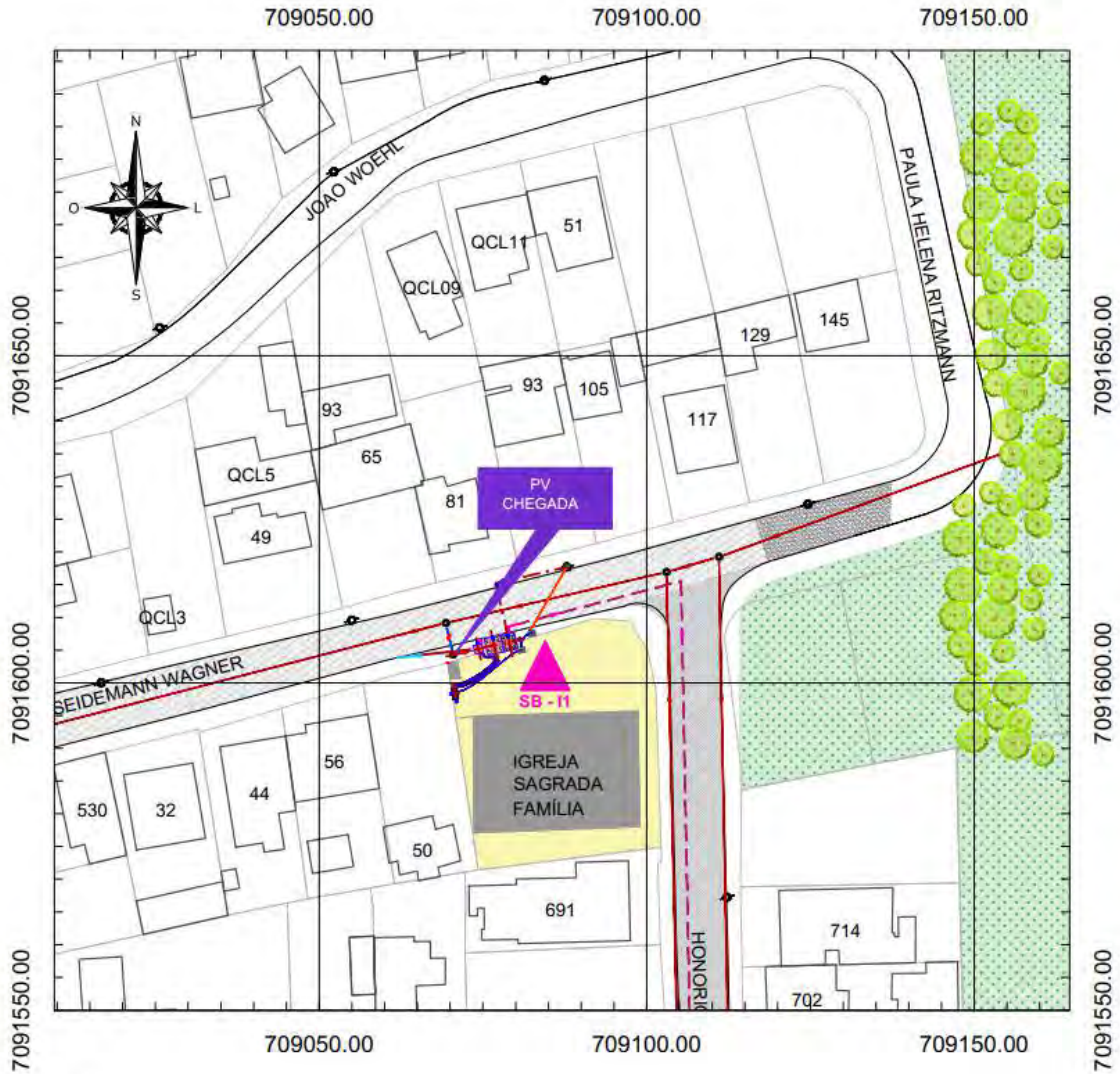 709050.00
709100.00
709150.00
N
O
L
S
JOAO WOEHL
PAULA HELENA RITZMANN
51
QCL11
QCL09
7091650.00
7091650.00
145
129
93
105
93
117
65
QCL5
PV
CHEGADA
81
49
QCL3
SEIDEMANN WAGNER
7091600.00
7091600.00
SB - I1
IGREJA
SAGRADA
FAMÍLIA
56
44
530
32
50
691
714
HONORIO
702
7091550.00
7091550.00
709050.00
709100.00
709150.00